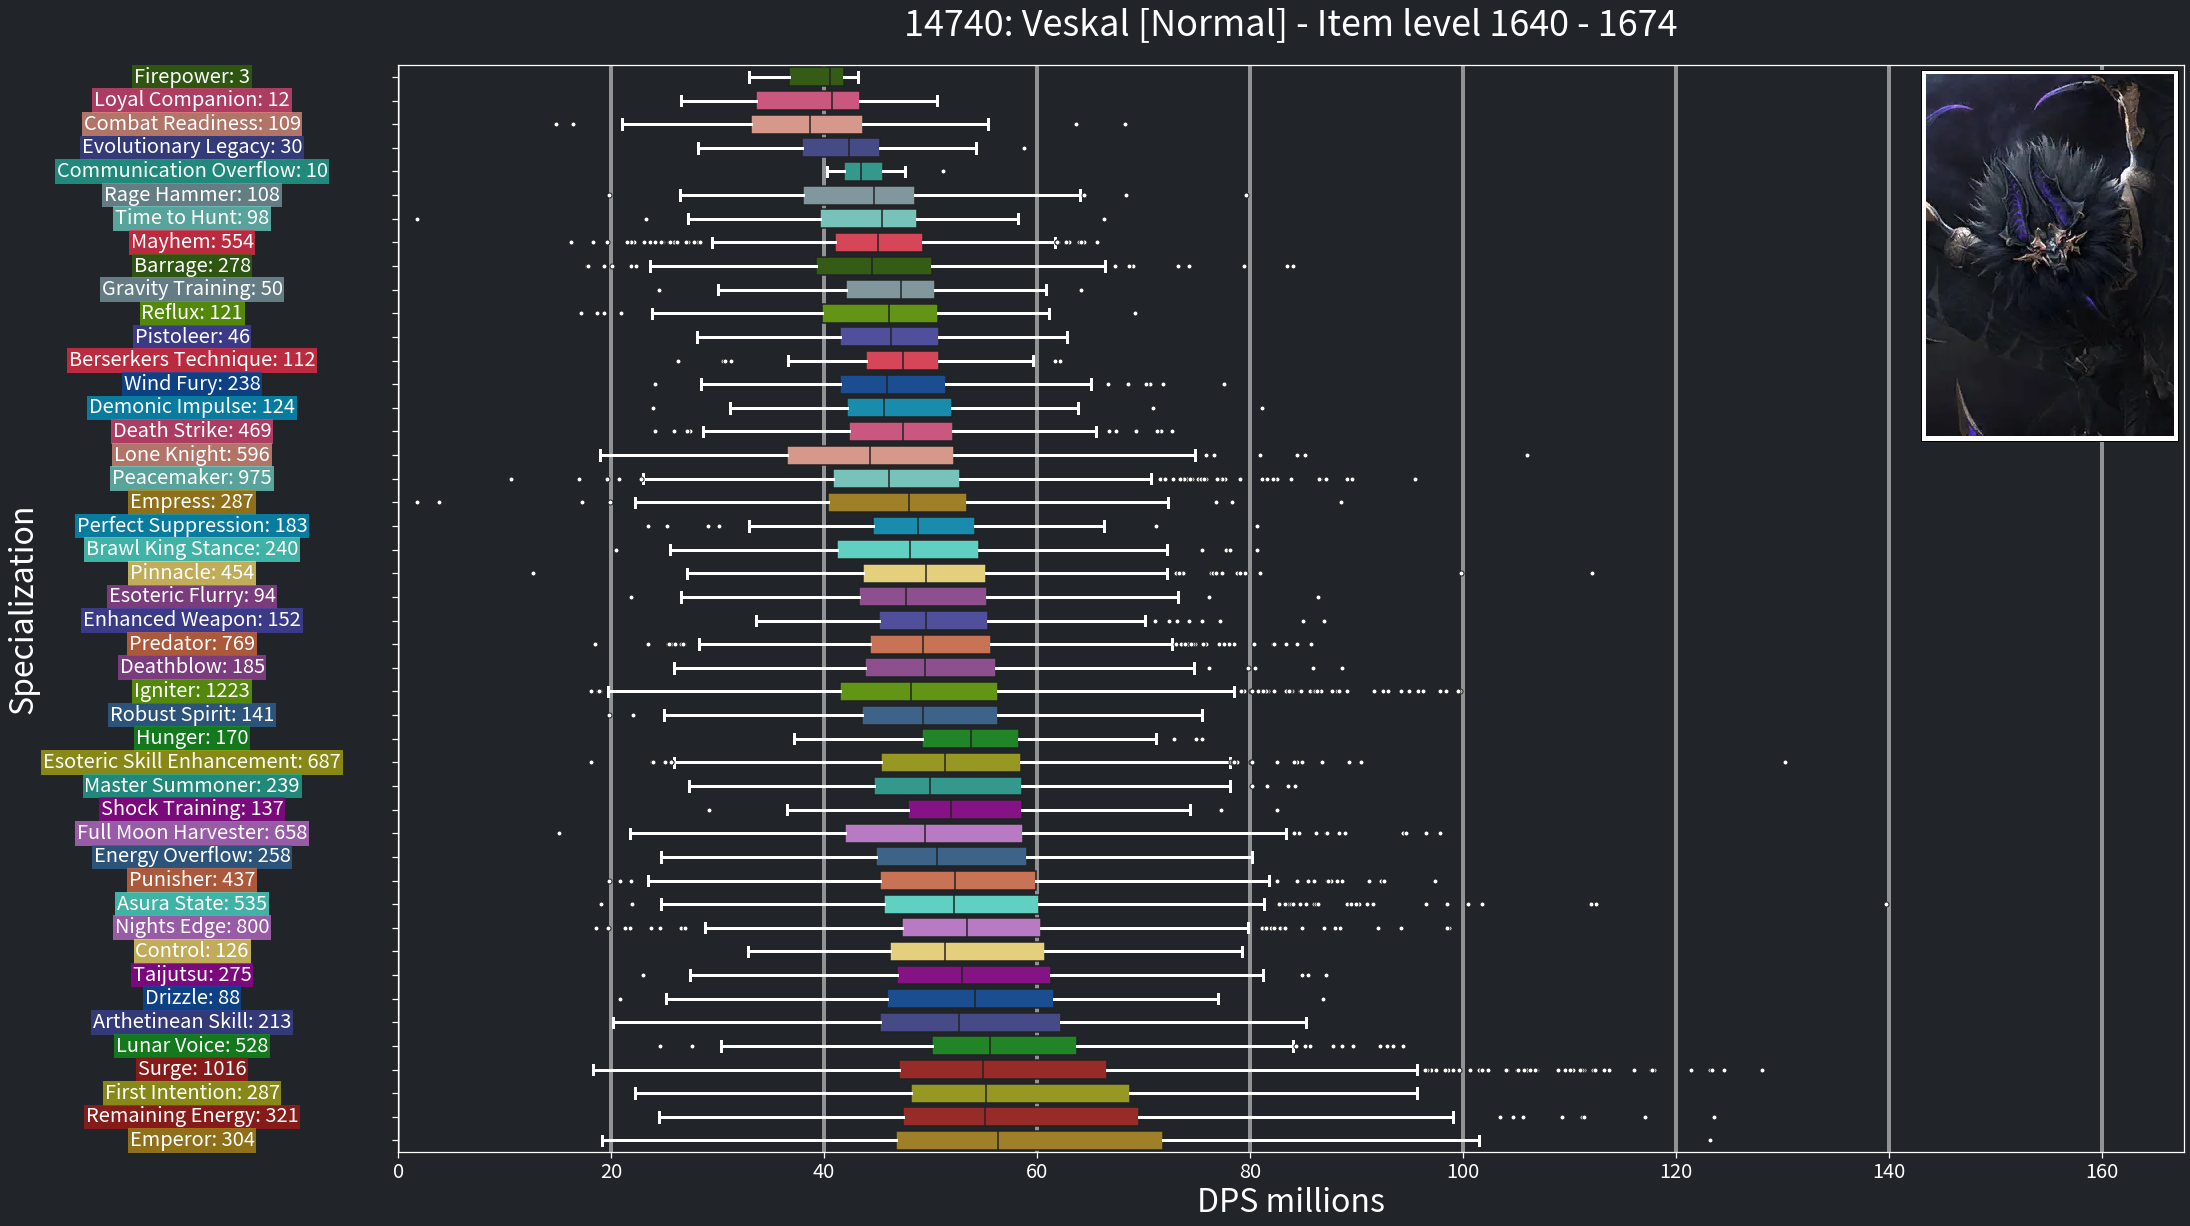 14740: Veskal [Normal] - Item level 1640 - 1674
Specialization
Firepower: 3
Loyal Companion: 12
Combat Readiness: 109
Evolutionary Legacy: 30
Communication Overflow: 10
Rage Hammer: 108
Time to Hunt: 98
Mayhem: 554
Barrage: 278
Gravity Training: 50
Reflux: 121
Pistoleer: 46
Berserkers Technique: 112
Wind Fury: 238
Demonic Impulse: 124
Death Strike: 469
Lone Knight: 596
Peacemaker: 975
Empress: 287
Perfect Suppression: 183
Brawl King Stance: 240
Pinnacle: 454
Esoteric Flurry: 94
Enhanced Weapon: 152
Predator: 769
Deathblow: 185
Igniter: 1223
Robust Spirit: 141
Hunger: 170
Esoteric Skill Enhancement: 687
Master Summoner: 239
Shock Training: 137
Full Moon Harvester: 658
Energy Overflow: 258
Punisher: 437
Asura State: 535
Nights Edge: 800
Control: 126
Taijutsu: 275
Drizzle: 88
Arthetinean Skill: 213
Lunar Voice: 528
Surge: 1016
First Intention: 287
Remaining Energy: 321
Emperor: 304
0 20 40 60 80 100 120 140 160
DPS millions